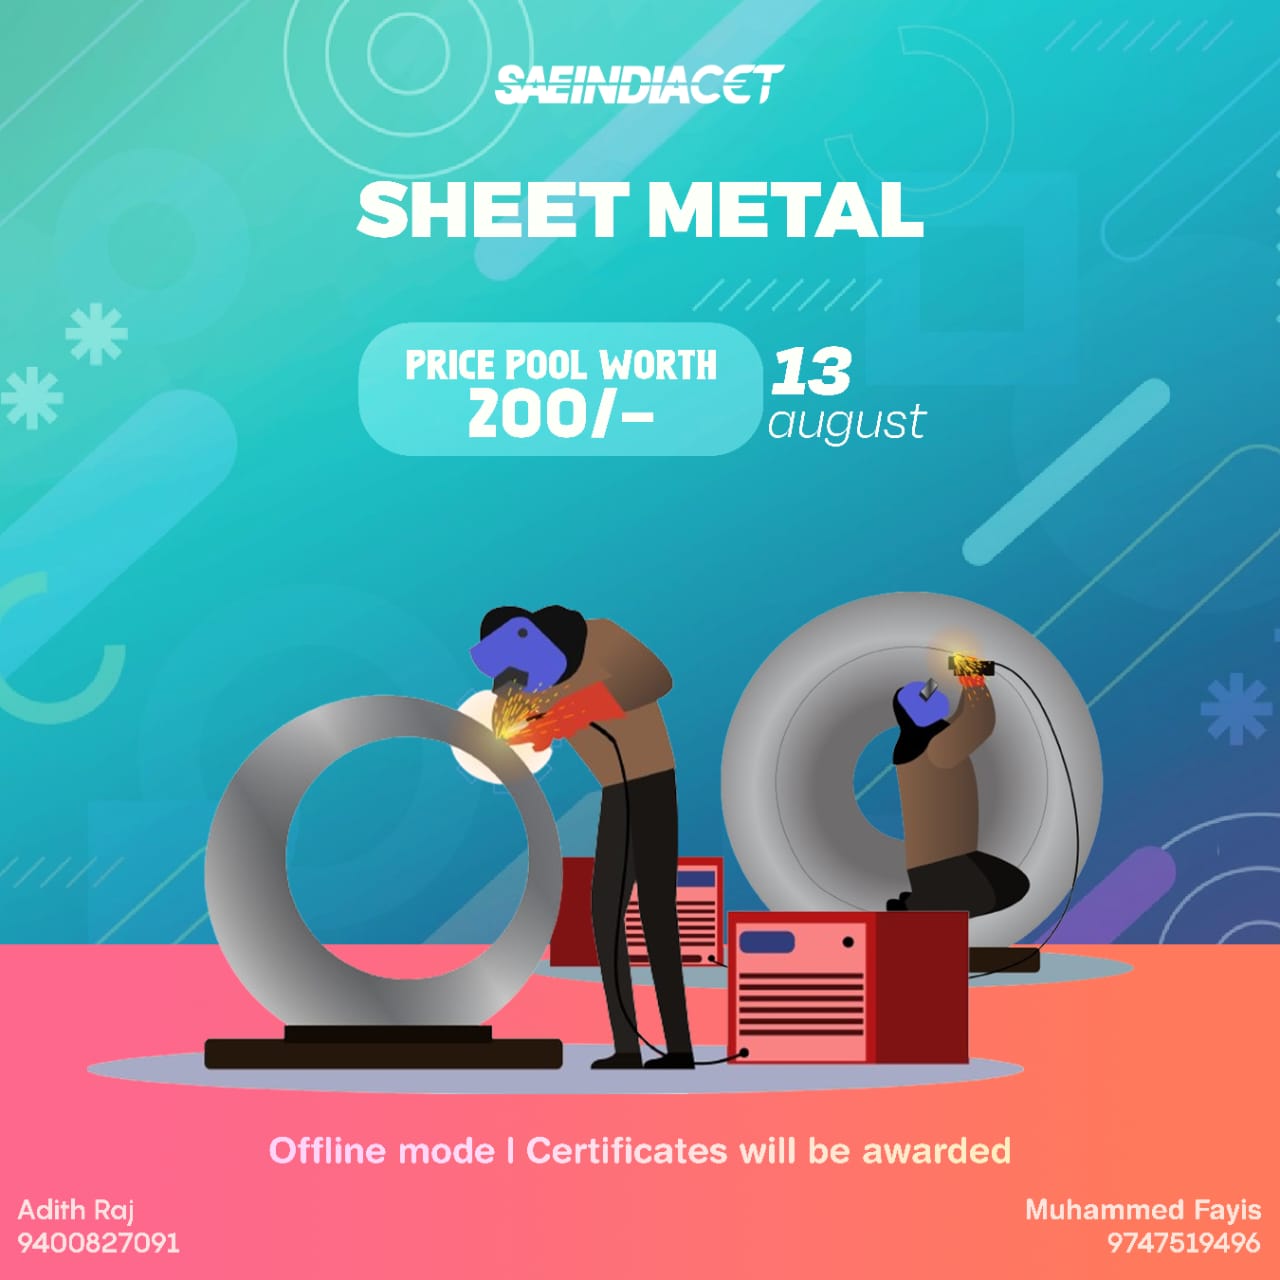 SAEINDIACET
SHEET METAL
PRICE POOL WORTH
200/-
13
august
Offline mode | Certificates will be awarded
Adith Raj
9400827091
Muhammed Fayis
9747519496